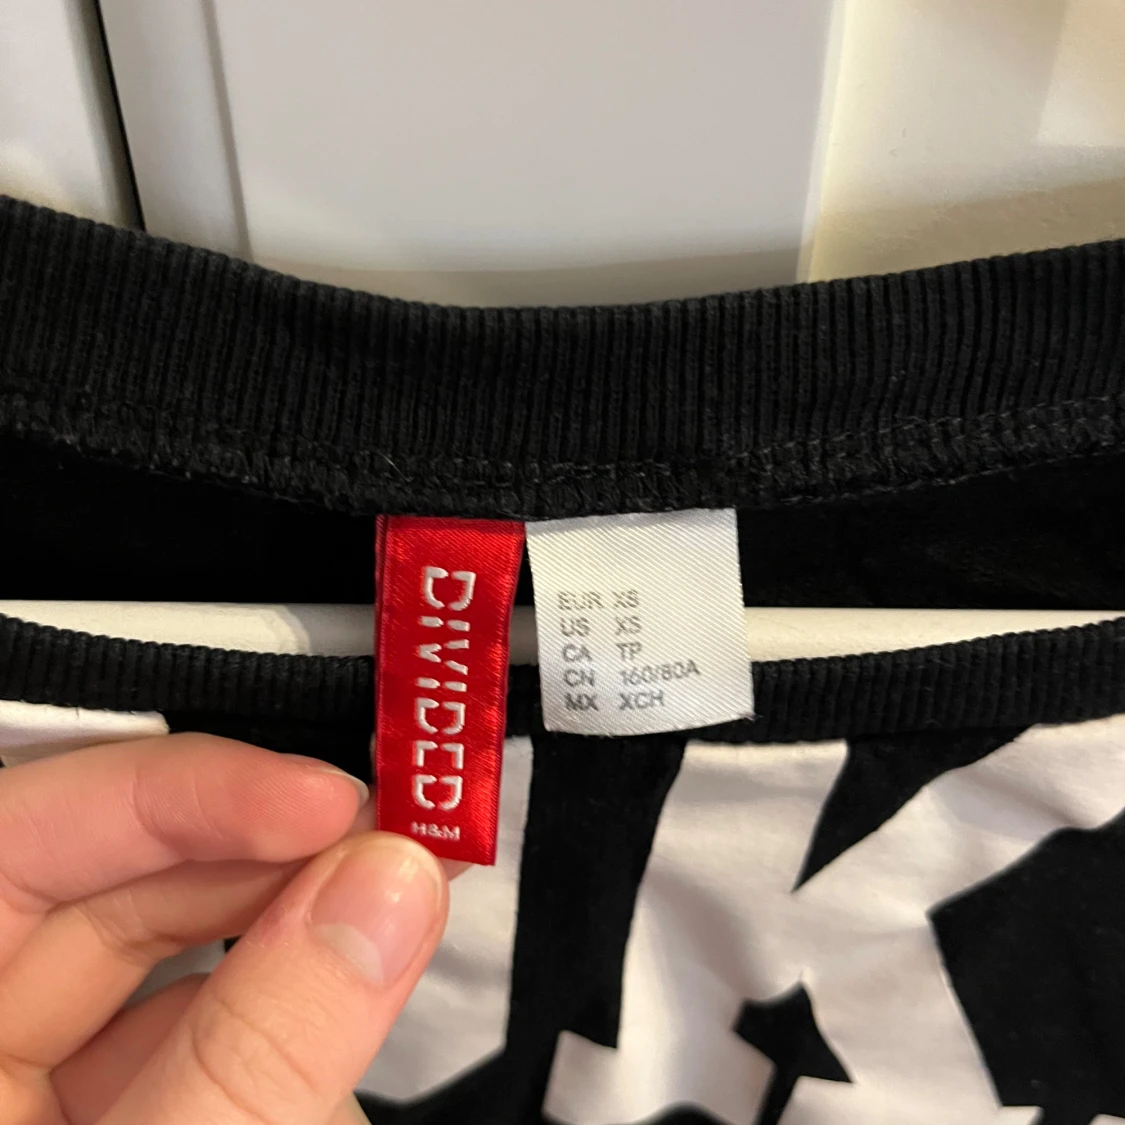 DIVIDED
H&M
EUR XS
US XS
CA TP
CN 160/80A
MX XCH